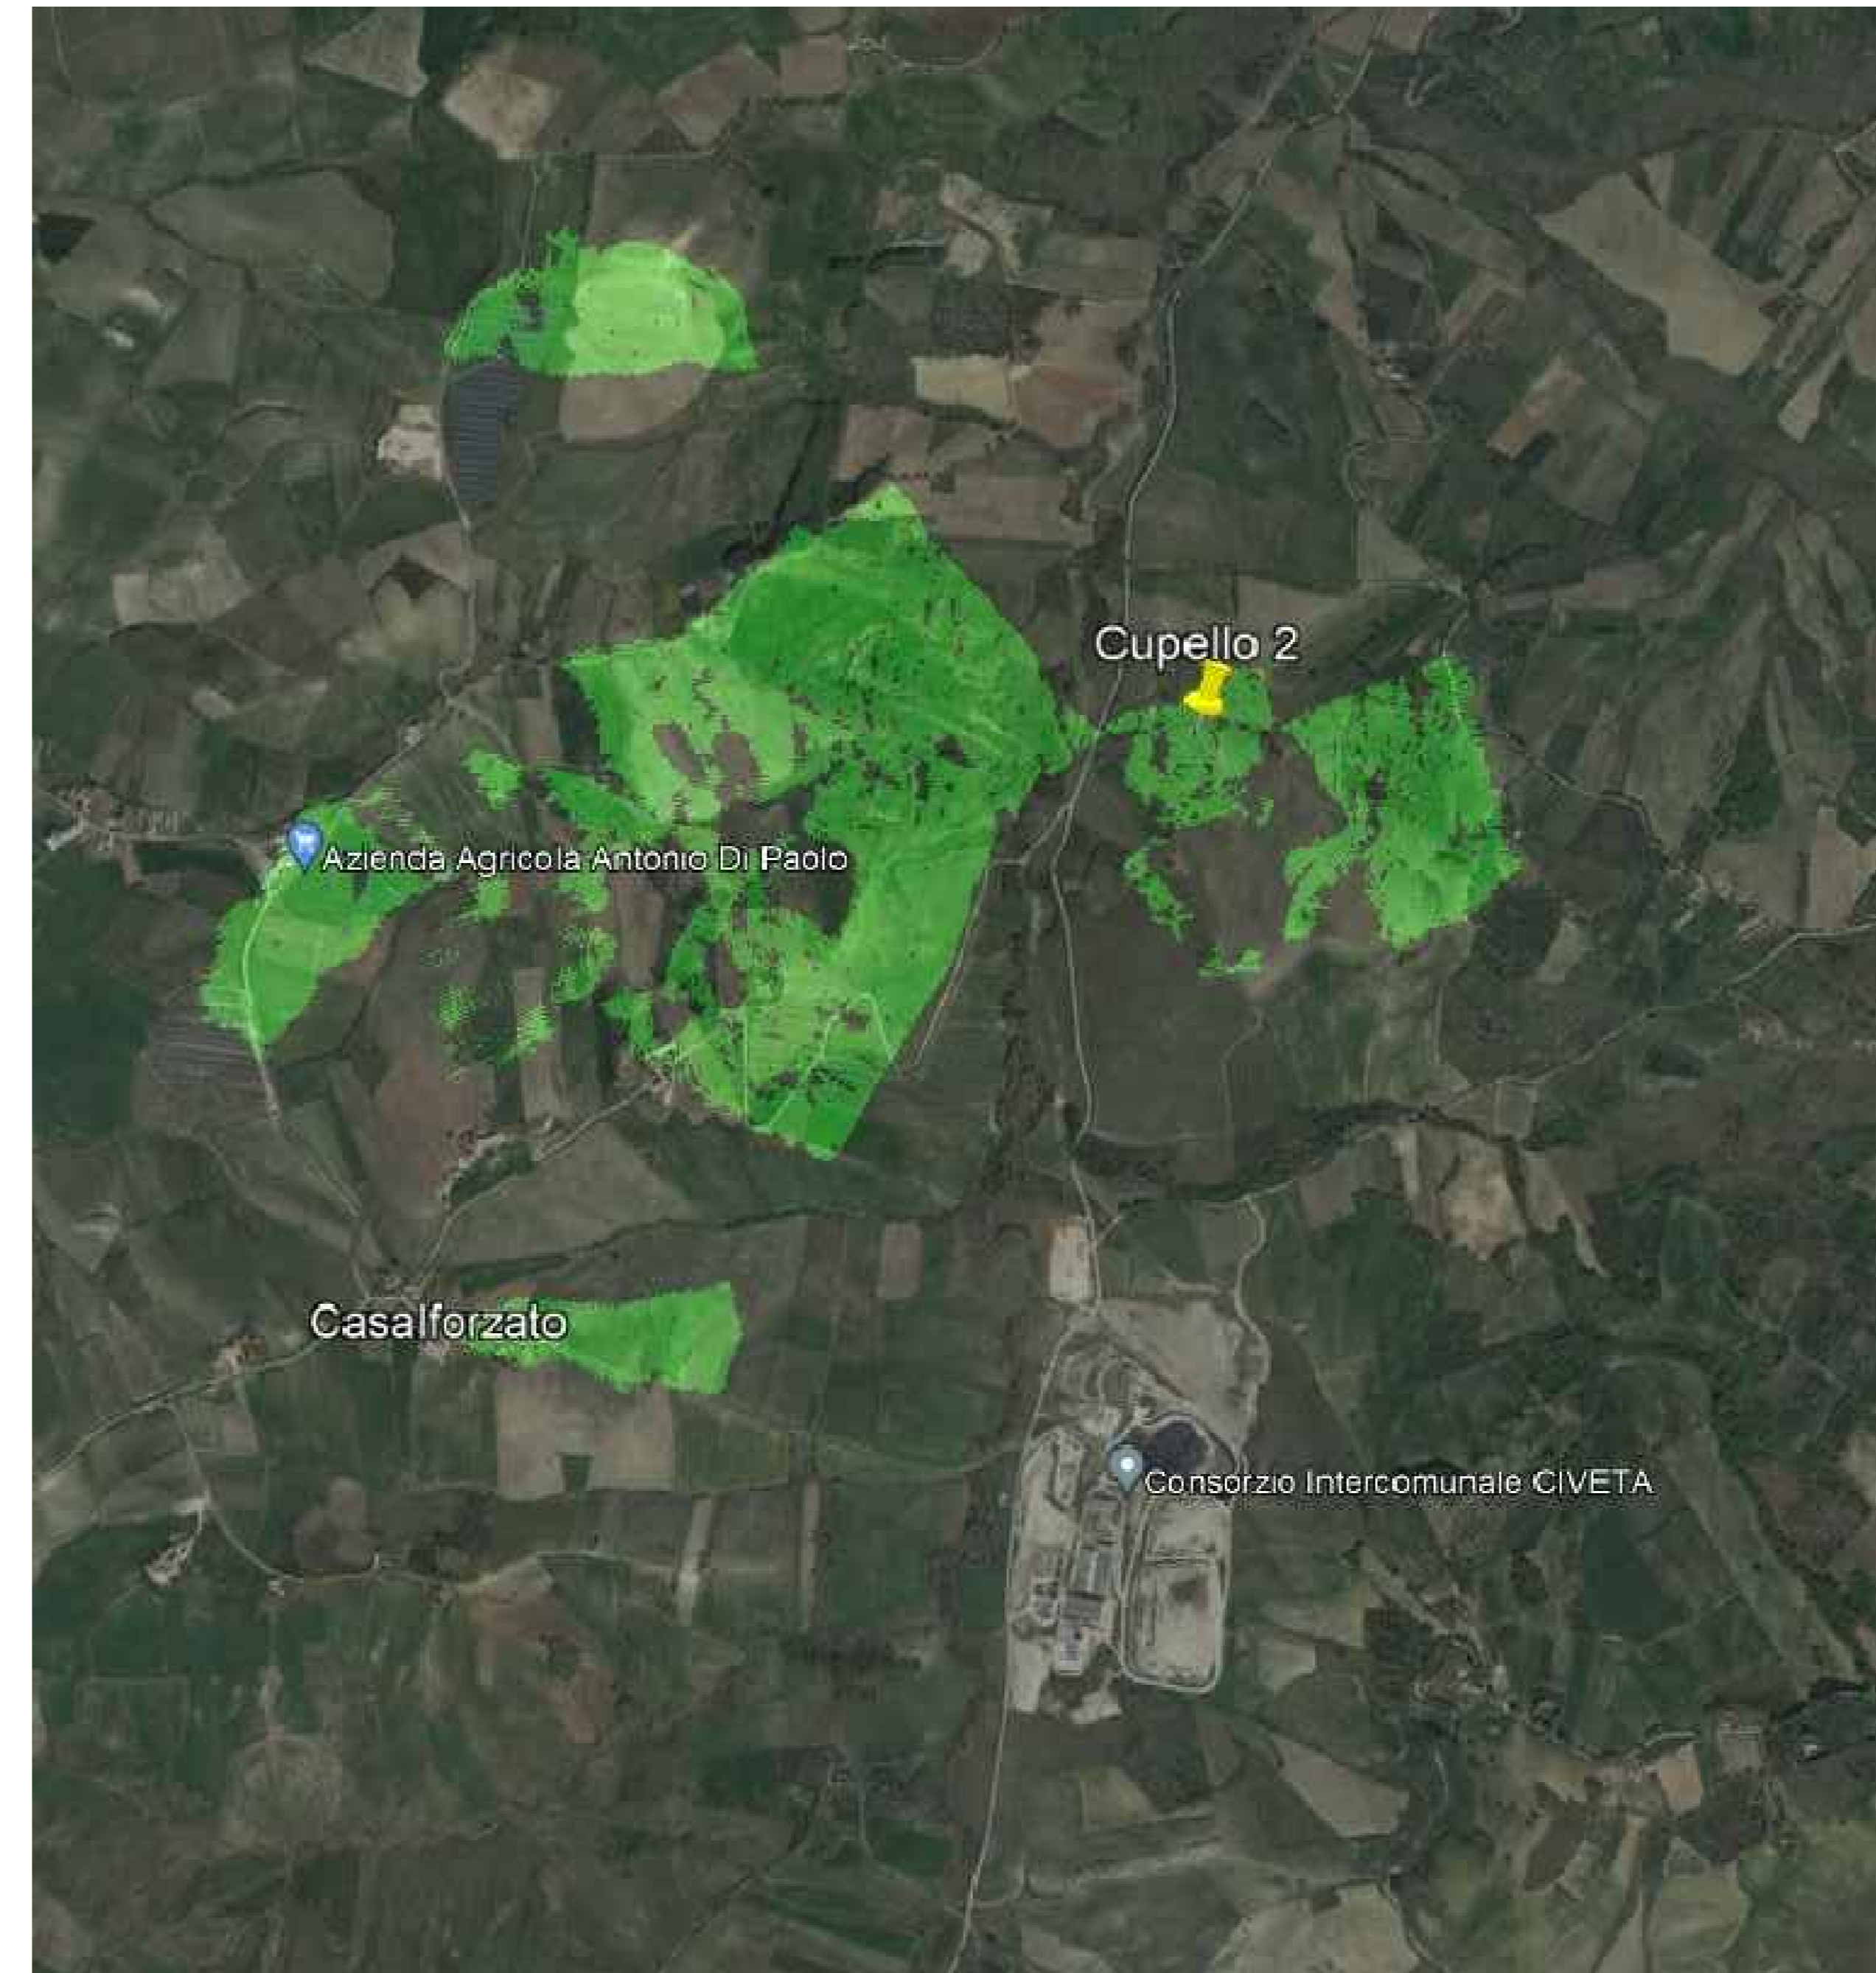 Cupello 2
Azienda Agricola Antonio Di Paolo
Casalforzato
Consorzio Intercomunale CIVETA